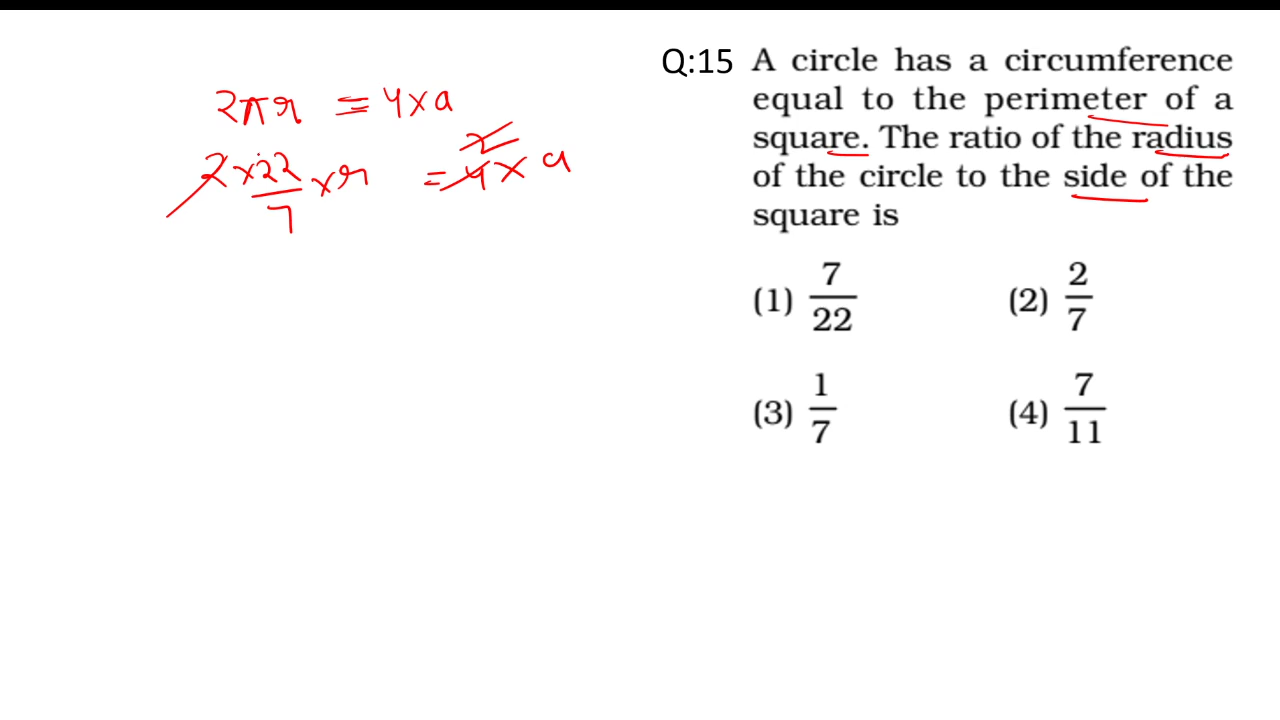 2πr = 4×a
2
2×22/7 ×r = 4× a
Q:15 A circle has a circumference
equal to the perimeter of a
square. The ratio of the radius
of the circle to the side of the
square is
(1) 7/22 (2) 2/7
(3) 1/7 (4) 7/11